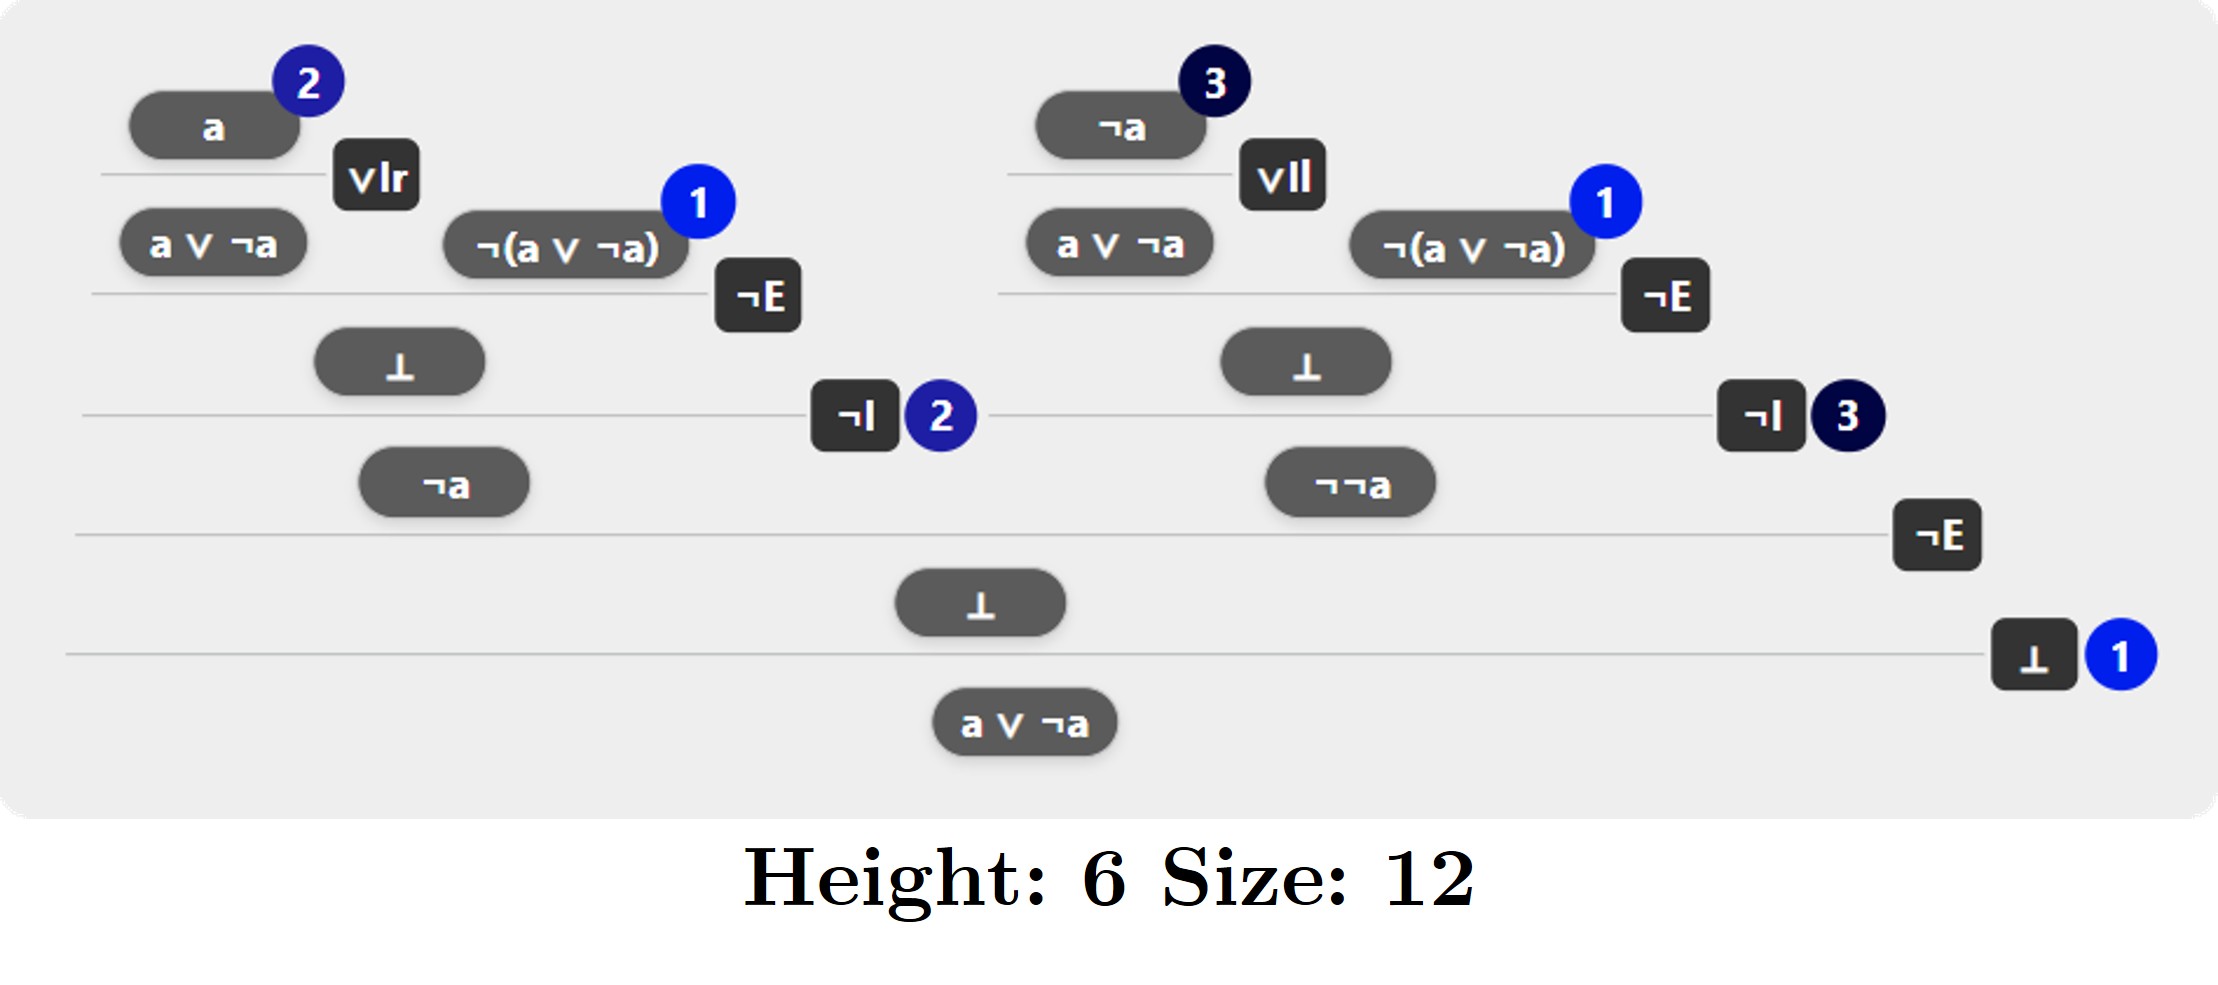 a 2 ¬a 3
∨Ir ∨Il
a ∨ ¬a ¬(a ∨ ¬a) 1 a ∨ ¬a ¬(a ∨ ¬a) 1
¬E ¬E
⊥ ⊥
¬I 2 ¬I 3
¬a ¬¬a
¬E
⊥
⊥ 1
a ∨ ¬a
Height: 6 Size: 12